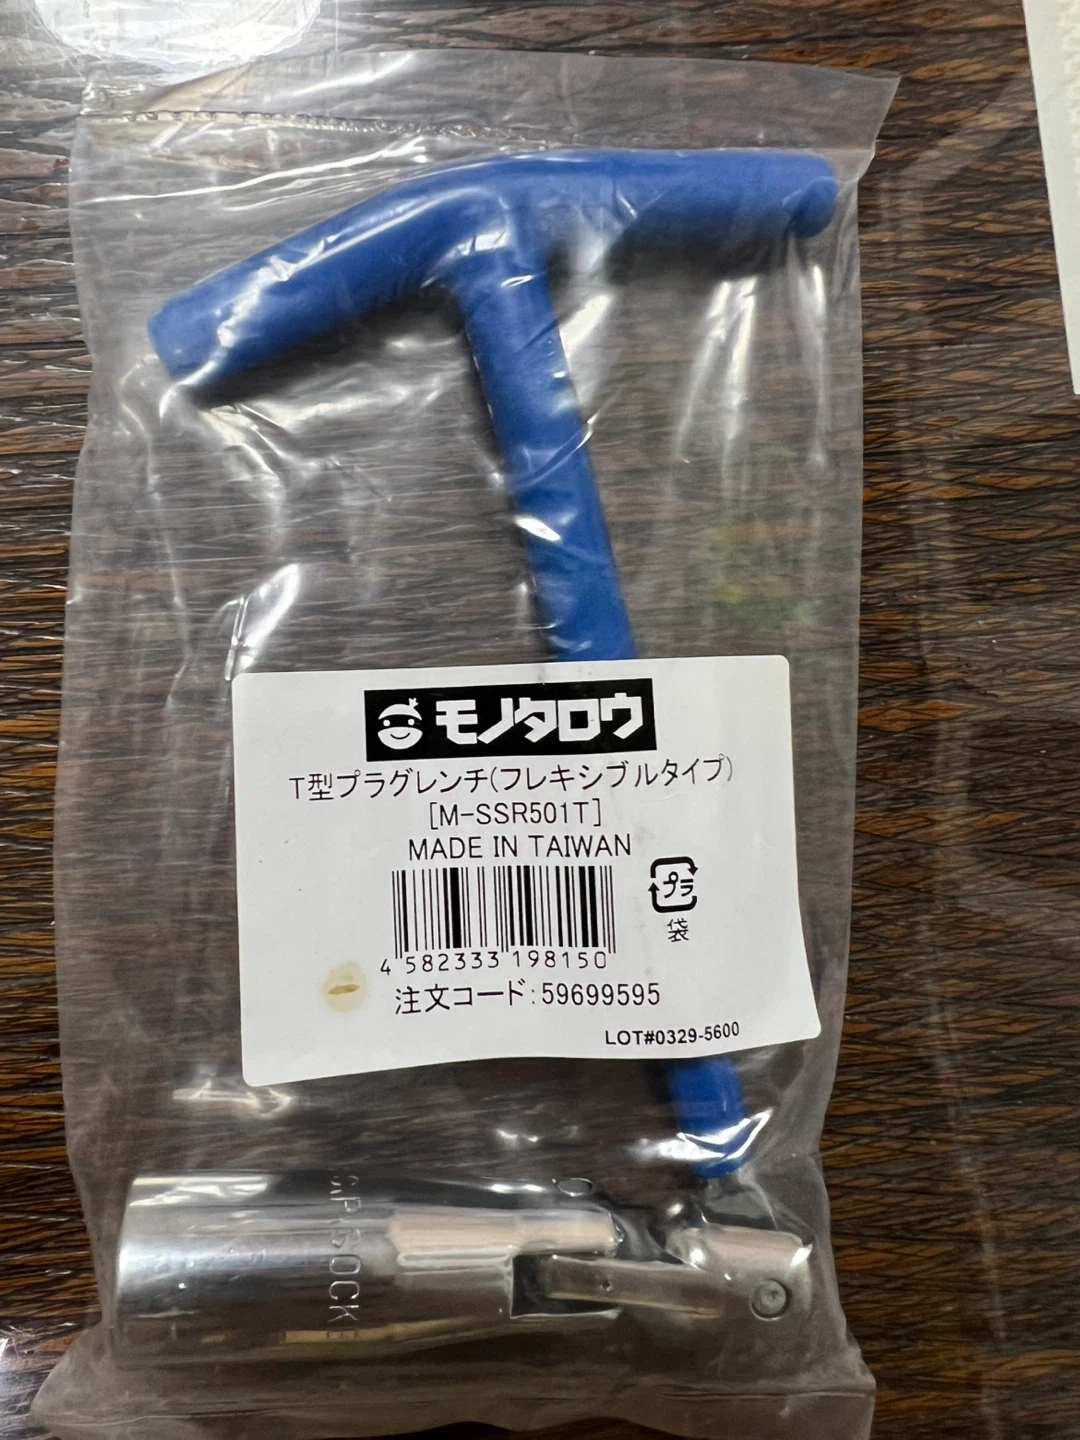 モノタロウ
T型プラグレンチ(フレキシブルタイプ)
[M-SSR501T]
MADE IN TAIWAN
プラ
袋
4 582333 198150
注文コード:59699595
LOT#0329-5600